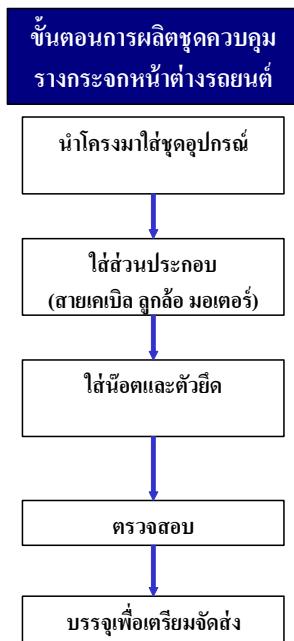 ขั้นตอนการผลิตชุดควบคุม
รางกระจกหน้าต่างรถยนต์
นำโครงมาใส่ชุดอุปกรณ์
ใส่ส่วนประกอบ
(สายเคเบิล ลูกล้อ มอเตอร์)
ใส่น๊อตและตัวยึด
ตรวจสอบ
บรรจุเพื่อเตรียมจัดส่ง